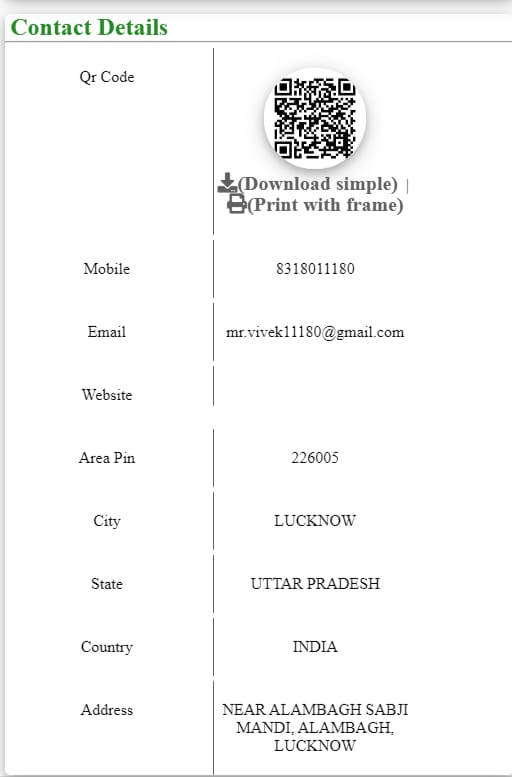 Contact Details
Qr Code
(Download simple) |
(Print with frame)
Mobile
8318011180
Email
mr.vivek11180@gmail.com
Website
Area Pin
226005
City
LUCKNOW
State
UTTAR PRADESH
Country
INDIA
Address
NEAR ALAMBAGH SABJI
MANDI, ALAMBAGH,
LUCKNOW